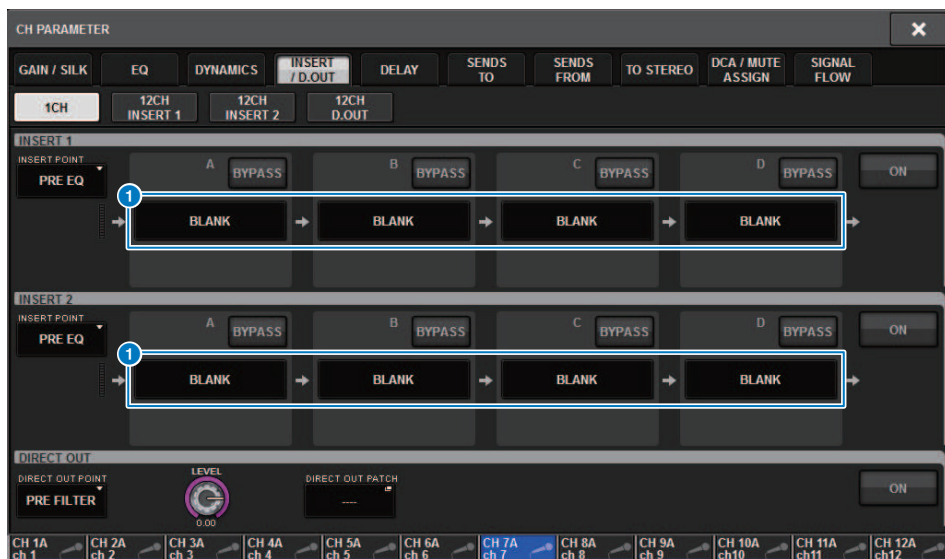 CH PARAMETER
GAIN / SILK EQ DYNAMICS INSERT / D.OUT DELAY SENDS TO SENDS FROM TO STEREO DCA / MUTE ASSIGN SIGNAL FLOW
1CH 12CH INSERT 1 12CH INSERT 2 12CH D.OUT
INSERT 1
INSERT POINT
PRE EQ
A BYPASS B BYPASS C BYPASS D BYPASS ON
1
BLANK BLANK BLANK BLANK
INSERT 2
INSERT POINT
PRE EQ
A BYPASS B BYPASS C BYPASS D BYPASS ON
1
BLANK BLANK BLANK BLANK
DIRECT OUT
DIRECT OUT POINT LEVEL DIRECT OUT PATCH
PRE FILTER ---- ON
0.00
CH 1A CH 2A CH 3A CH 4A CH 5A CH 6A CH 7A CH 8A CH 9A CH 10A CH 11A CH 12A
ch 1 ch 2 ch 3 ch 4 ch 5 ch 6 ch 7 ch 8 ch 9 ch10 ch11 ch12